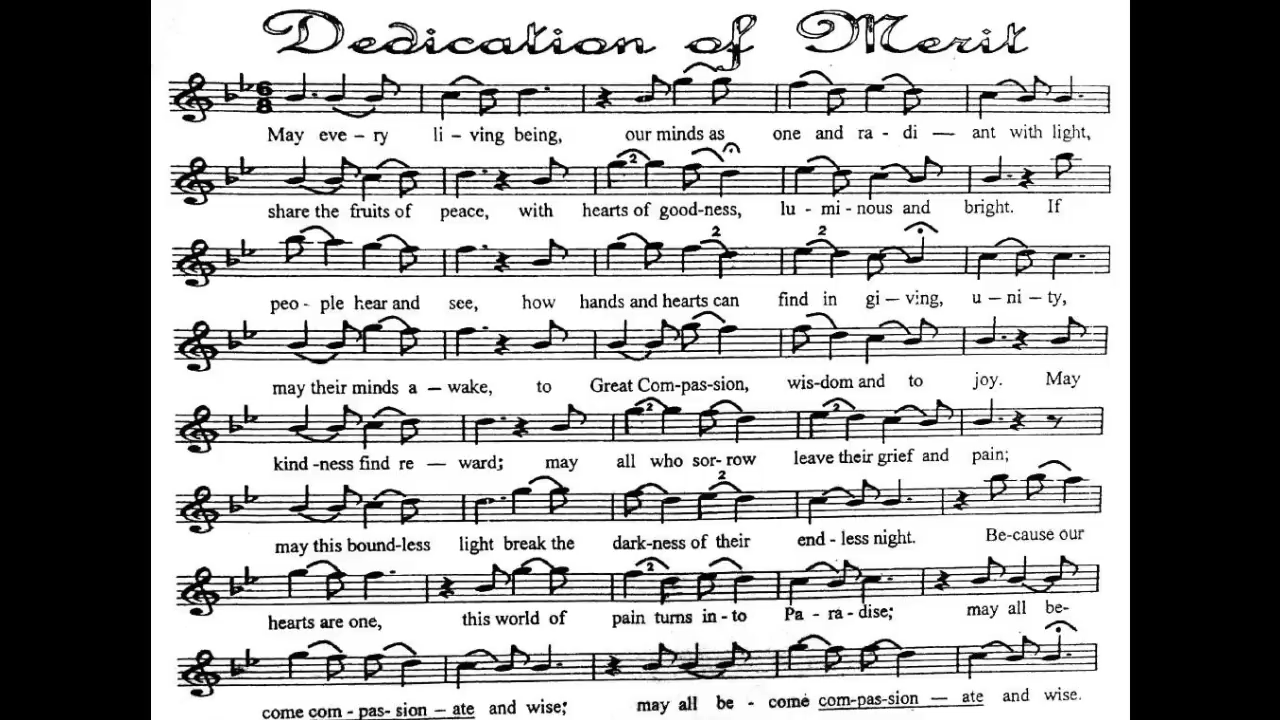 Dedication of Merit
May eve – ry li – ving being, our minds as one and ra - di — ant with light,
share the fruits of peace, with hearts of good-ness, lu - mi - nous and bright. If
peo - ple hear and see, how hands and hearts can find in gi – ving, u – ni – ty,
may their minds a – wake, to Great Com-pas-sion, wis-dom and to joy. May
kind -ness find re — ward; may all who sor- row leave their grief and pain;
may this bound-less light break the dark-ness of their end - less night. Be-cause our
hearts are one, this world of pain turns in - to Pa - ra - dise; may all be-
come com - pas- sion — ate and wise; may all be - come com-pas-sion — ate and wise.